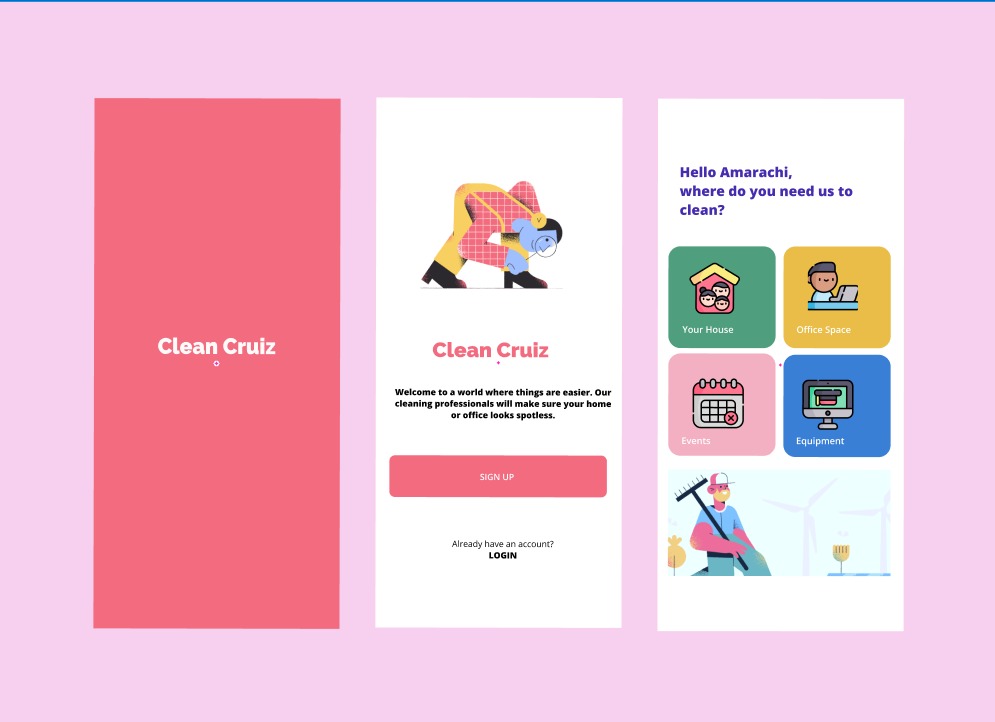 Clean Cruiz
Clean Cruiz
Welcome to a world where things are easier. Our
cleaning professionals will make sure your home
or office looks spotless.
SIGN UP
Already have an account?
LOGIN
Hello Amarachi,
where do you need us to
clean?
Your House
Office Space
Events
Equipment